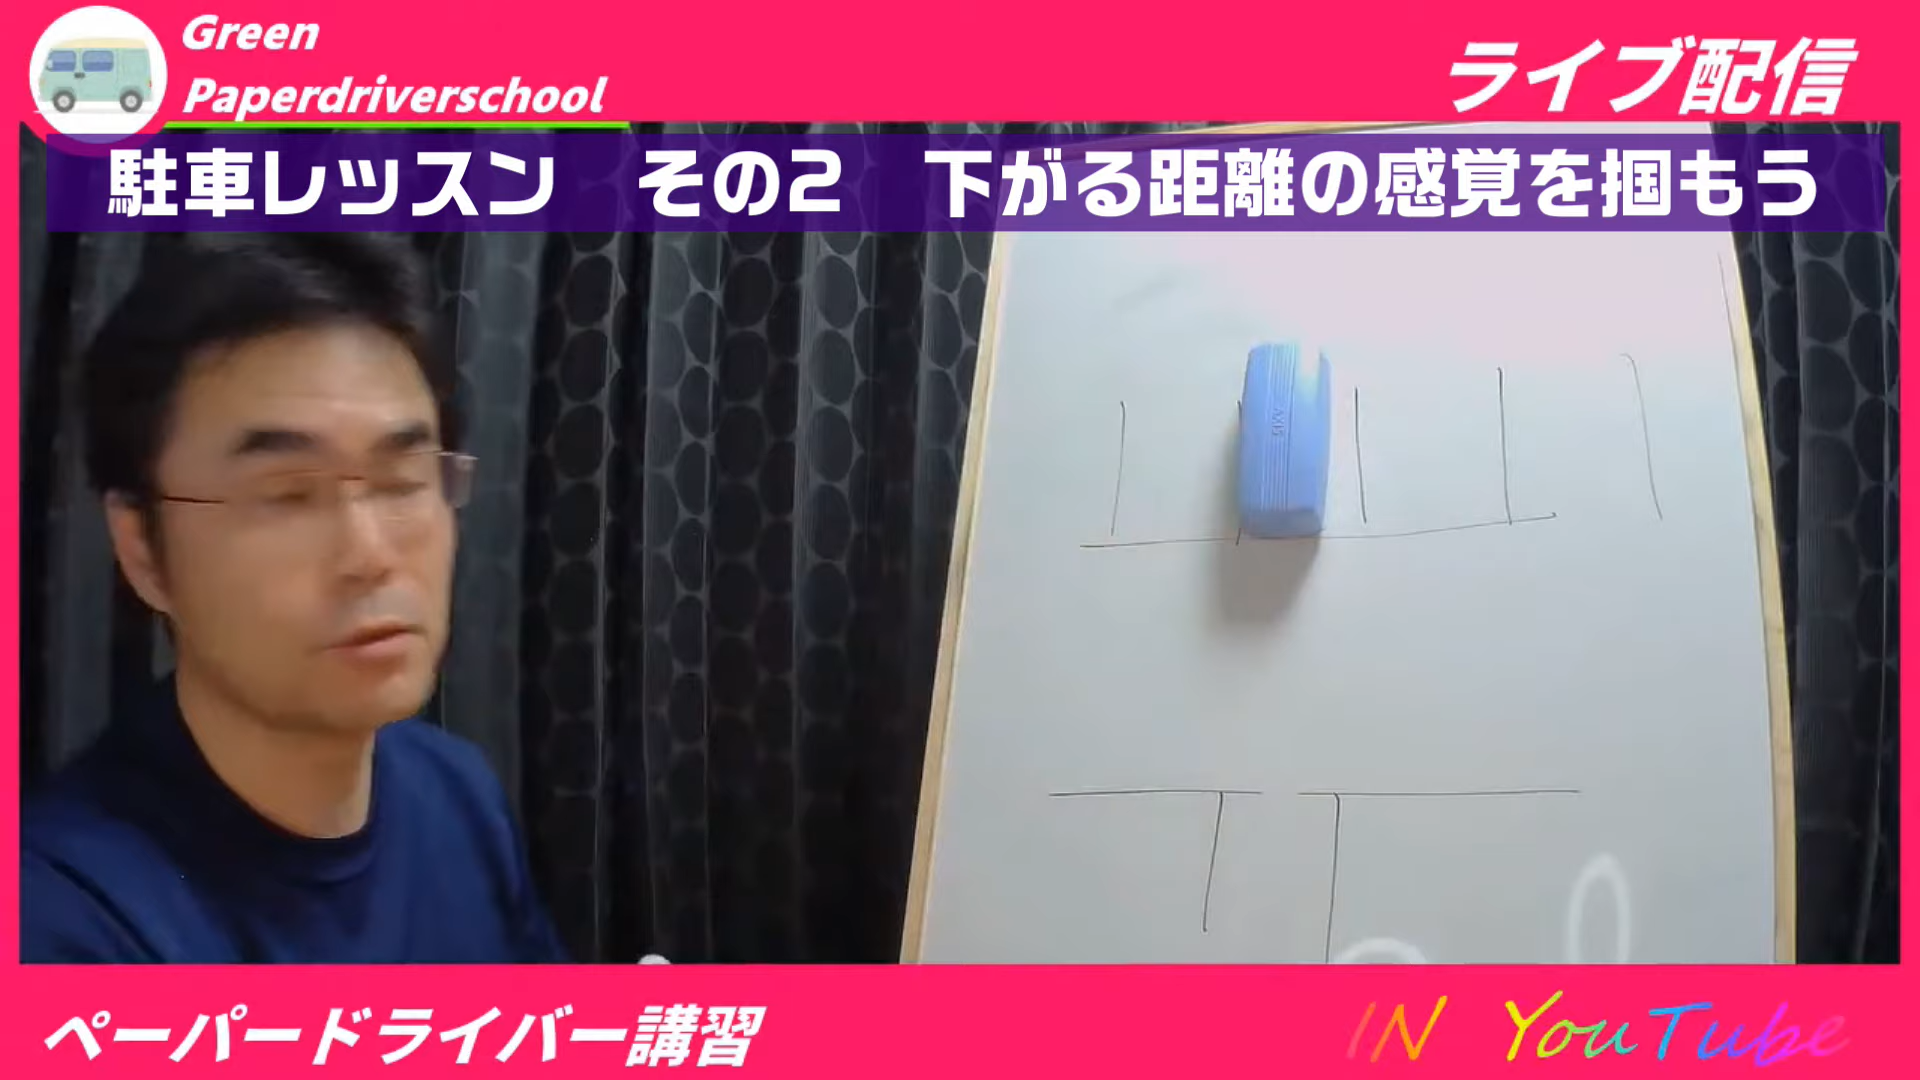 Green
Paperdriverschool
ライブ配信
駐車レッスン その2 下がる距離の感覚を掴もう
AXIS
ペーパードライバー講習
IN YouTube